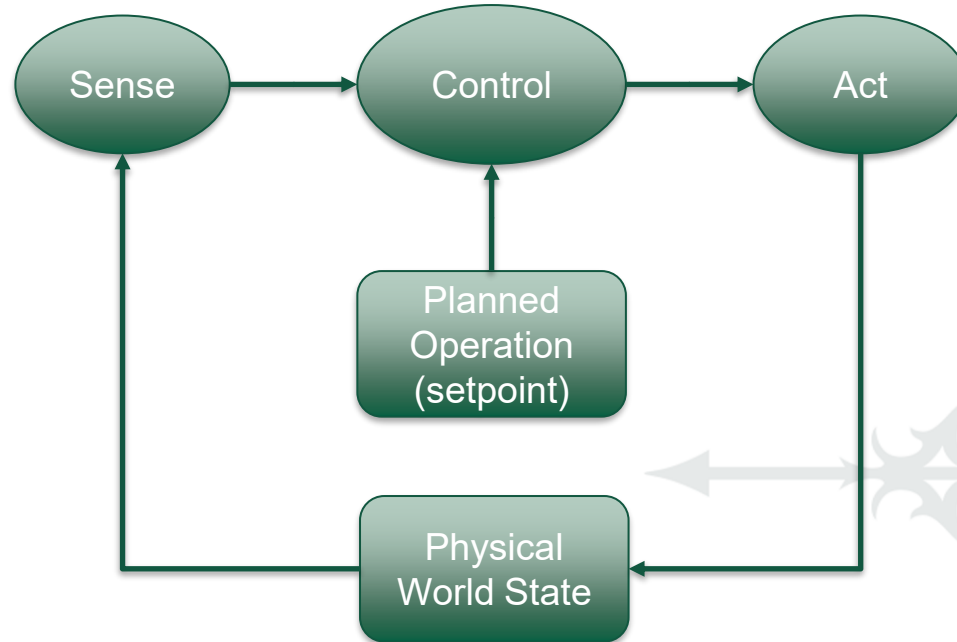 Sense
Control
Act
Planned
Operation
(setpoint)
Physical
World State